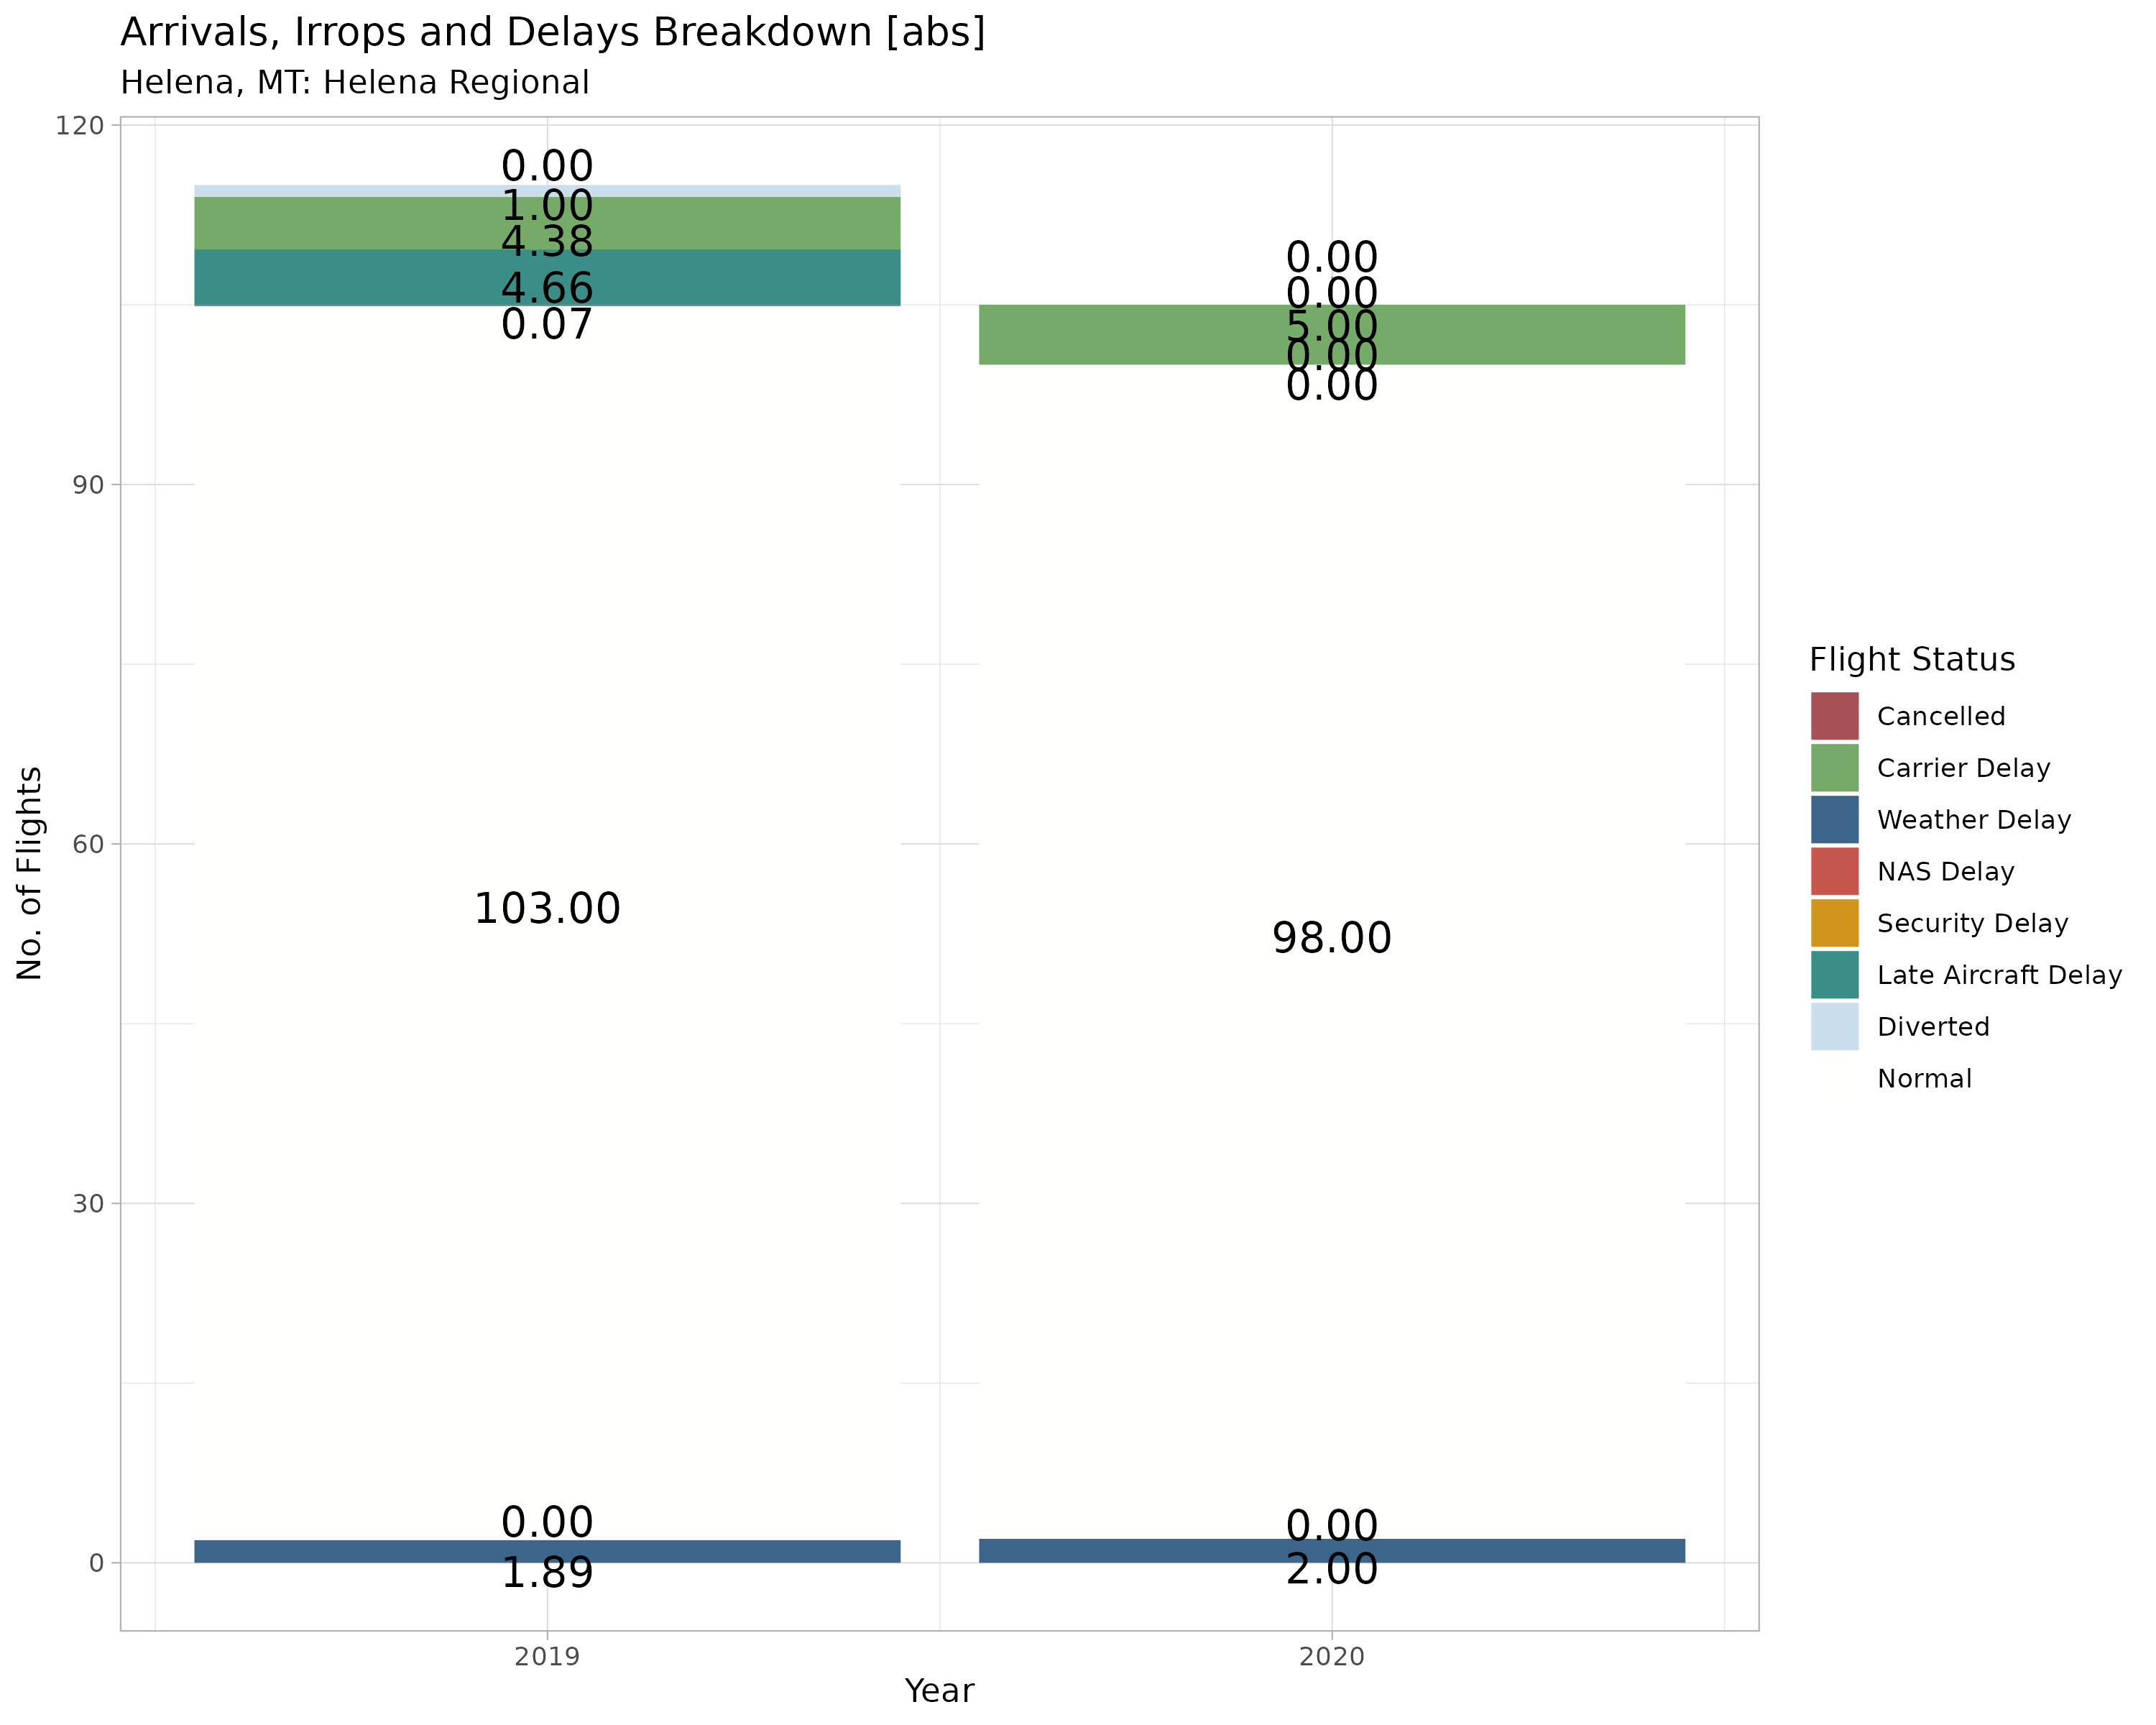 Arrivals, Irrops and Delays Breakdown [abs]
Helena, MT: Helena Regional
120
90
60
30
0
No. of Flights
0.00
1.00
4.38
4.66
0.07
103.00
0.00
1.89
0.00
0.00
5.00
0.00
0.00
98.00
0.00
2.00
2019
2020
Year
Flight Status
Cancelled
Carrier Delay
Weather Delay
NAS Delay
Security Delay
Late Aircraft Delay
Diverted
Normal